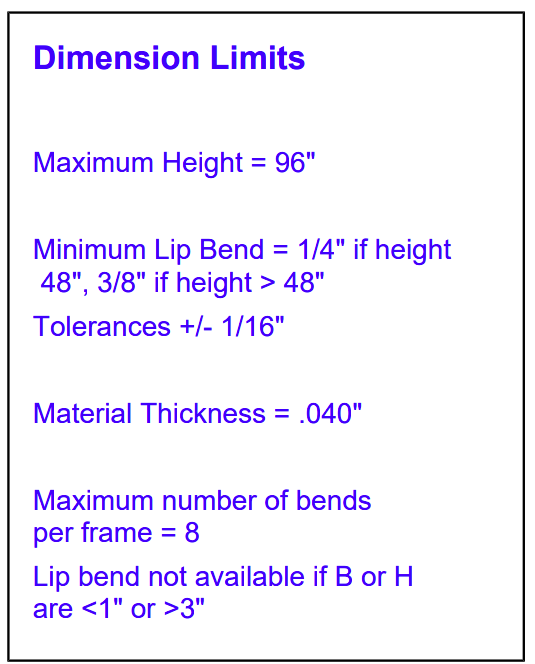 Dimension Limits
Maximum Height = 96"
Minimum Lip Bend = 1/4" if height
48", 3/8" if height > 48"
Tolerances +/- 1/16"
Material Thickness = .040"
Maximum number of bends
per frame = 8
Lip bend not available if B or H
are <1" or >3"